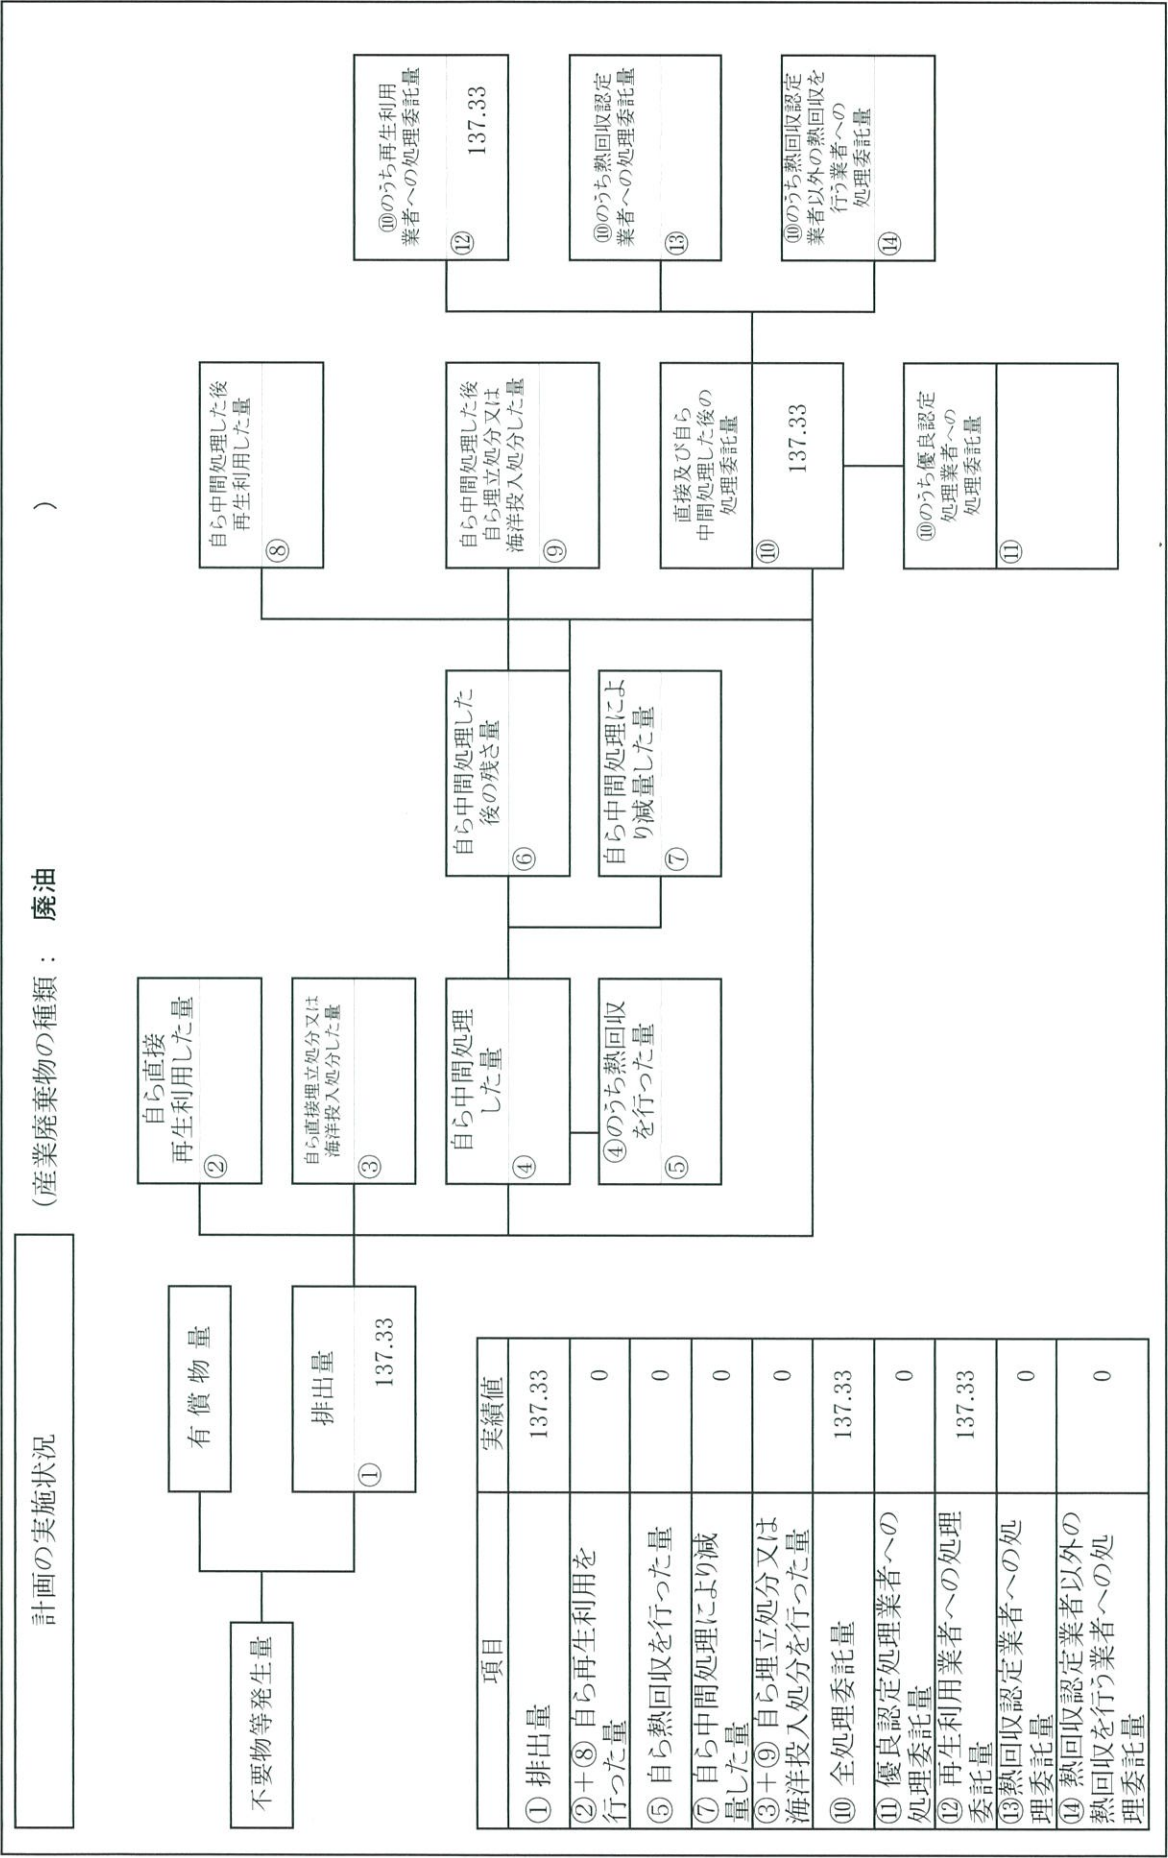 計画の実施状況
(産業廃棄物の種類： 廃油 )
不要物等発生量
有償物量
排出量
①
137.33
自ら直接
再生利用した量
②
自ら直接埋立処分又は
海洋投入処分した量
③
自ら中間処理
した量
④
④のうち熱回収
を行った量
⑤
自ら中間処理した
後の残さ量
⑥
自ら中間処理によ
り減量した量
⑦
自ら中間処理した後
再生利用した量
⑧
自ら中間処理した後
自ら埋立処分又は
海洋投入処分した量
⑨
直接及び自ら
中間処理した後の
処理委託量
⑩
137.33
⑩のうち優良認定
処理業者への
処理委託量
⑪
⑩のうち再生利用
業者への処理委託量
⑫
137.33
⑩のうち熱回収認定
業者への処理委託量
⑬
⑩のうち熱回収認定
業者以外の熱回収を
行う業者への
処理委託量
⑭
項目 実績値
① 排出量 137.33
②＋⑧ 自ら再生利用を
行った量 0
⑤ 自ら熱回収を行った量 0
⑦ 自ら中間処理により減
量した量 0
③＋⑨ 自ら埋立処分又は
海洋投入処分を行った量 0
⑩ 全処理委託量 137.33
⑪ 優良認定処理業者への
処理委託量 0
⑫ 再生利用業者への処理
委託量 137.33
⑬熱回収認定業者への処
理委託量 0
⑭ 熱回収認定業者以外の
熱回収を行う業者への処
理委託量 0